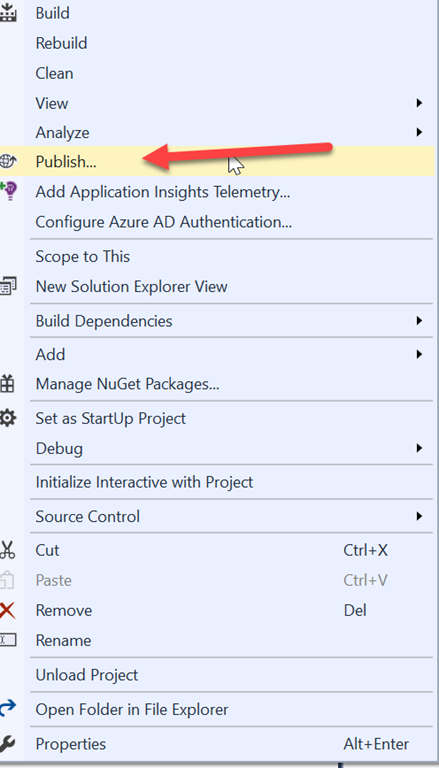 Build
Rebuild
Clean
View
Analyze
Publish...
Add Application Insights Telemetry...
Configure Azure AD Authentication...
Scope to This
New Solution Explorer View
Build Dependencies
Add
Manage NuGet Packages...
Set as StartUp Project
Debug
Initialize Interactive with Project
Source Control
Cut Ctrl+X
Paste Ctrl+V
Remove Del
Rename
Unload Project
Open Folder in File Explorer
Properties Alt+Enter